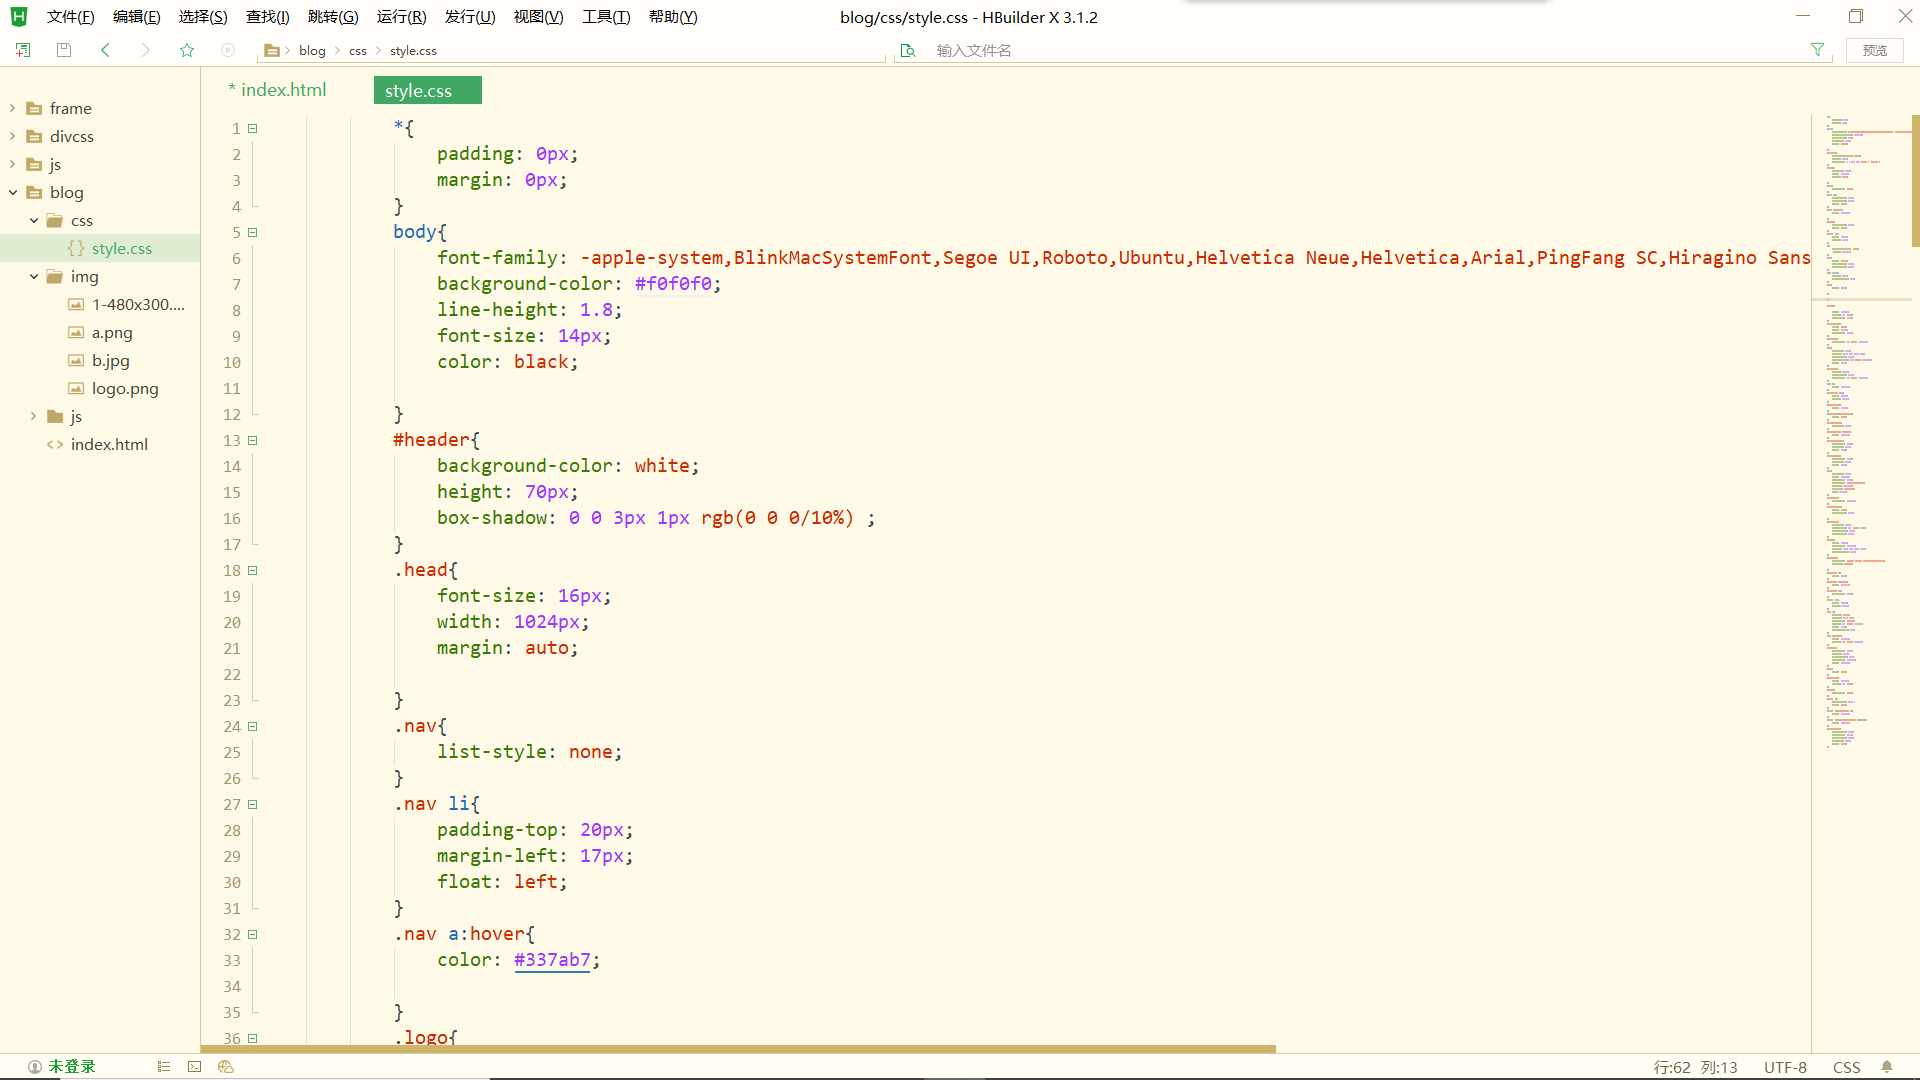 文件(F) 编辑(E) 选择(S) 查找(I) 跳转(G) 运行(R) 发行(U) 视图(V) 工具(T) 帮助(Y) blog/css/style.css - HBuilder X 3.1.2
blog css style.css 输入文件名 预览
* index.html style.css
frame
divcss
js
blog
css
{} style.css
img
1-480x300....
a.png
b.jpg
logo.png
js
<> index.html
1 *{
2 padding: 0px;
3 margin: 0px;
4 }
5 body{
6 font-family: -apple-system,BlinkMacSystemFont,Segoe UI,Roboto,Ubuntu,Helvetica Neue,Helvetica,Arial,PingFang SC,Hiragino Sans
7 background-color: #f0f0f0;
8 line-height: 1.8;
9 font-size: 14px;
10 color: black;
11
12 }
13 #header{
14 background-color: white;
15 height: 70px;
16 box-shadow: 0 0 3px 1px rgb(0 0 0/10%) ;
17 }
18 .head{
19 font-size: 16px;
20 width: 1024px;
21 margin: auto;
22
23 }
24 .nav{
25 list-style: none;
26 }
27 .nav li{
28 padding-top: 20px;
29 margin-left: 17px;
30 float: left;
31 }
32 .nav a:hover{
33 color: #337ab7;
34
35 }
36 .logo{
未登录 行:62 列:13 UTF-8 CSS